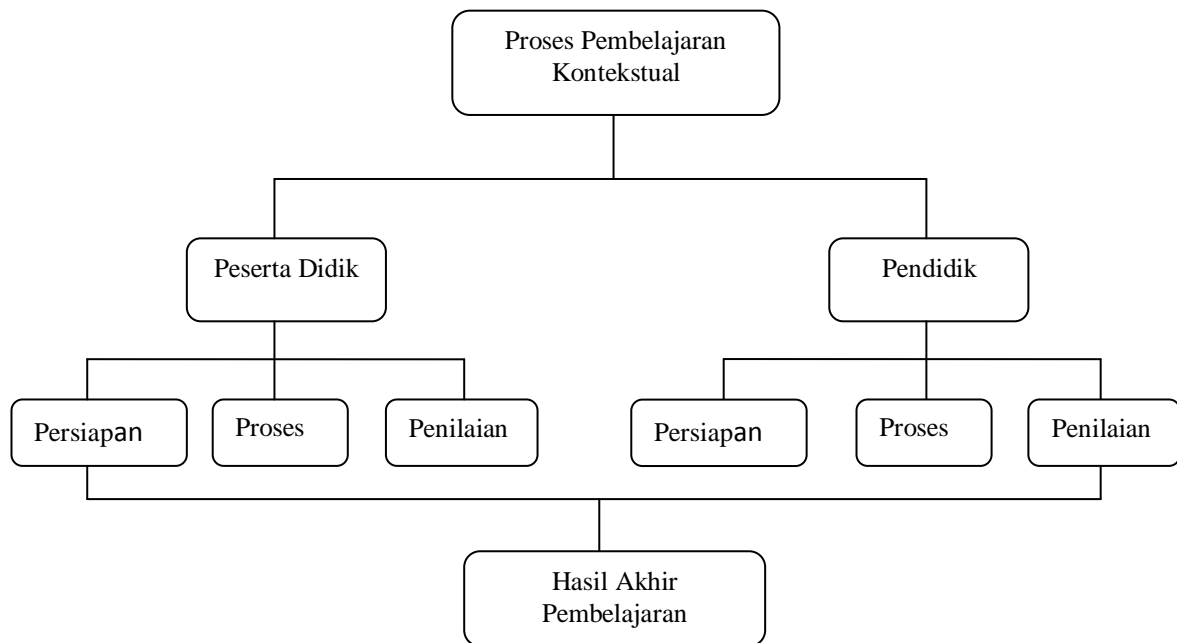 Proses Pembelajaran
Kontekstual
Peserta Didik
Pendidik
Persiapan
Proses
Penilaian
Persiapan
Proses
Penilaian
Hasil Akhir
Pembelajaran